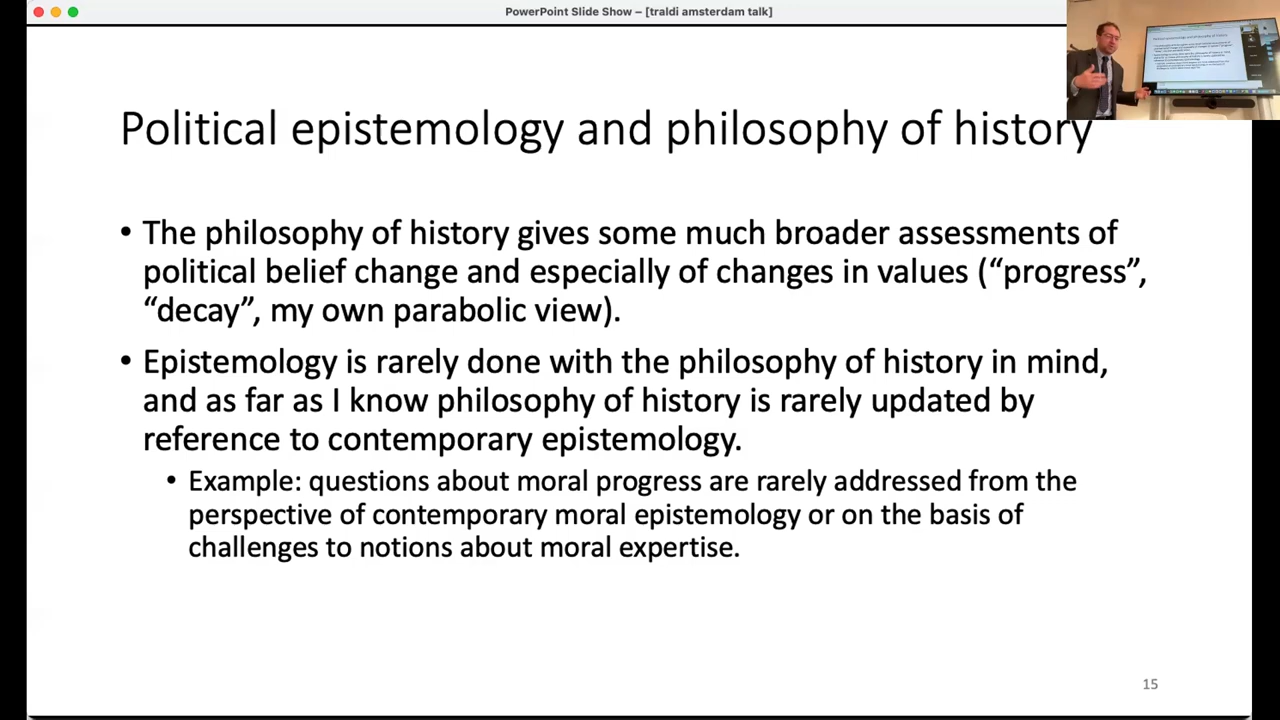 PowerPoint Slide Show – [traldi amsterdam talk]
Political epistemology and philosophy of history
• The philosophy of history gives some much broader assessments of
political belief change and especially of changes in values (“progress”,
“decay”, my own parabolic view).
• Epistemology is rarely done with the philosophy of history in mind,
and as far as I know philosophy of history is rarely updated by
reference to contemporary epistemology.
• Example: questions about moral progress are rarely addressed from the
perspective of contemporary moral epistemology or on the basis of
challenges to notions about moral expertise.
15